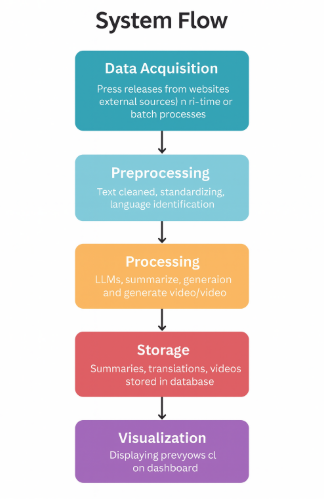 System Flow
Data Acquisition
Press releases from websites
external sources) n ri-time or
batch processes
Preprocessing
Text cleaned, standardizing,
language identification
Processing
LLMs, summarize, generaion
and generate video/video
Storage
Summaries, translations, videos
stored in database
Visualization
Displaying prevyows cl
on dashboard